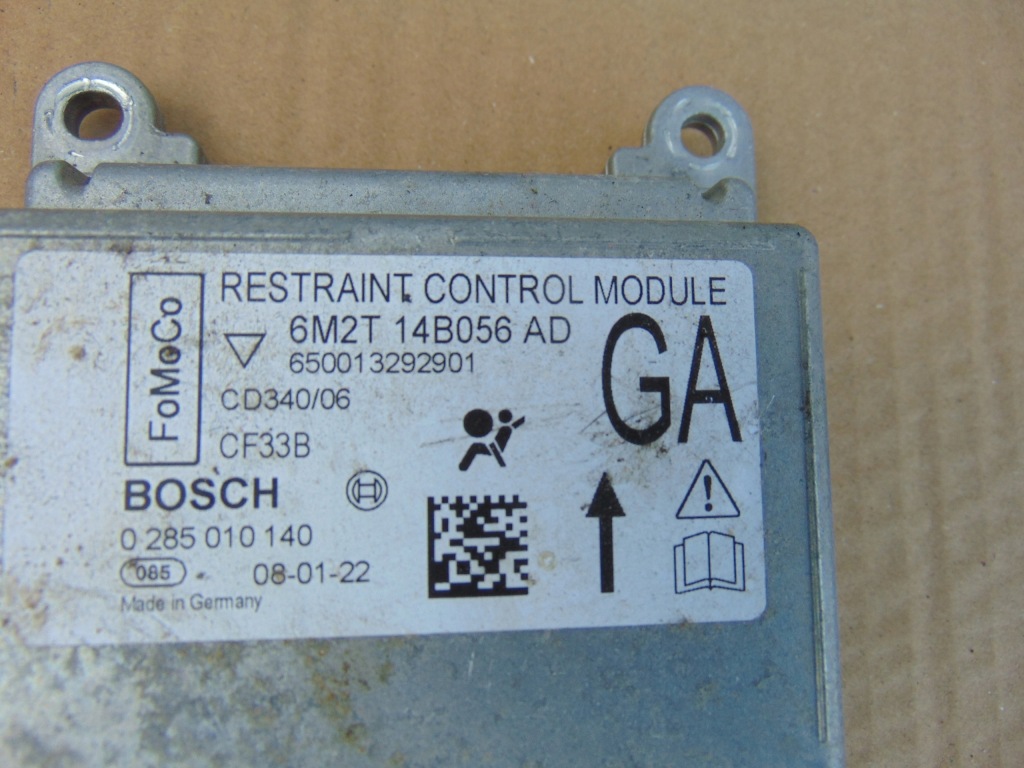 FoMoCo
RESTRAINT CONTROL MODULE
6M2T 14B056 AD
650013292901
GA
CD340/06
CF33B
BOSCH
0 285 010 140
085
08-01-22
Made in Germany